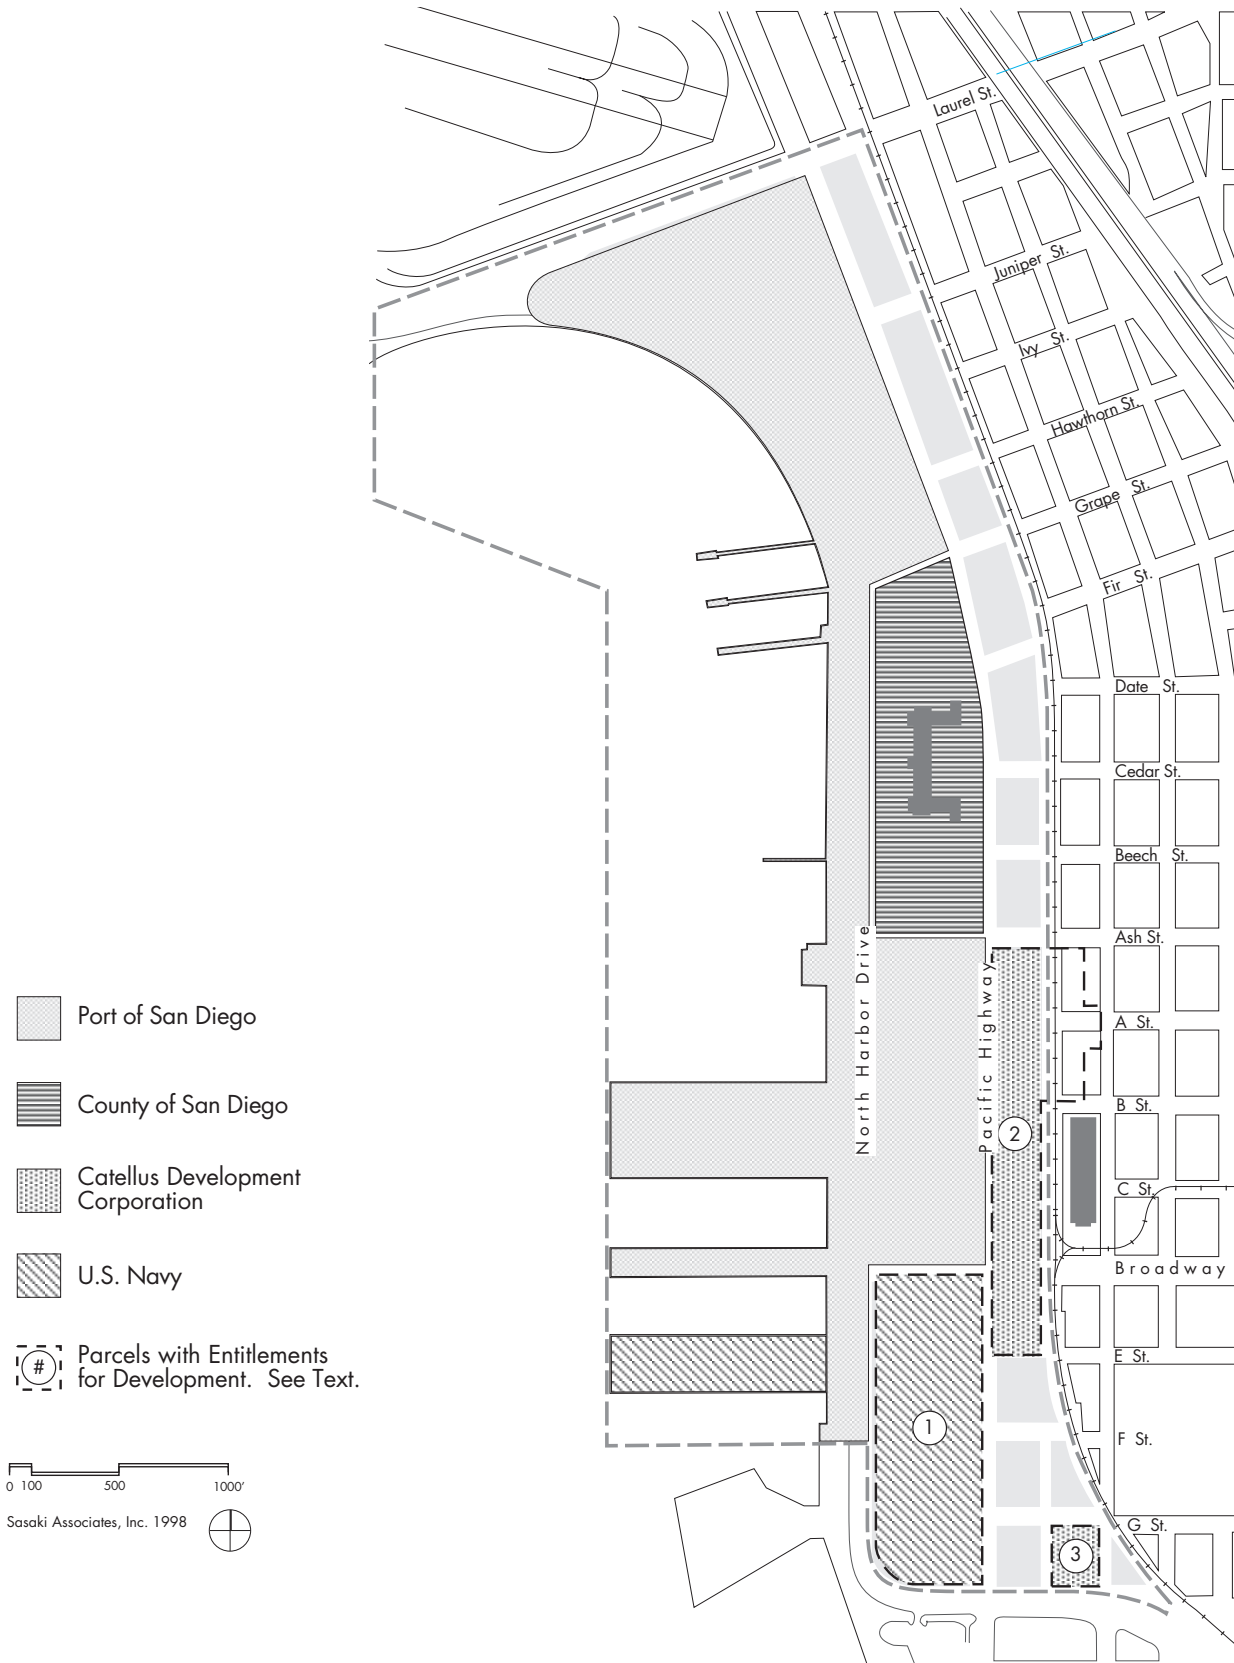 Laurel St.
Juniper St.
Ivy St.
Hawthorn St.
Grape St.
Fir St.
Date St.
Cedar St.
Beech St.
Ash St.
A St.
B St.
C St.
Broadway
E St.
F St.
G St.
North Harbor Drive
Pacific Highway
2
1
3
Port of San Diego
County of San Diego
Catellus Development
Corporation
U.S. Navy
#
Parcels with Entitlements
for Development. See Text.
0 100 500 1000'
Sasaki Associates, Inc. 1998